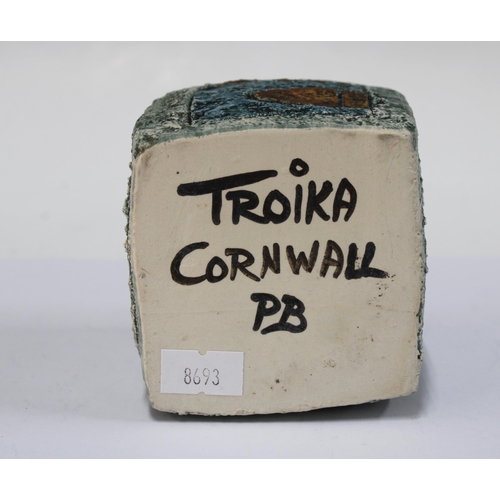 TROIKA
CORNWALL
PB
8693